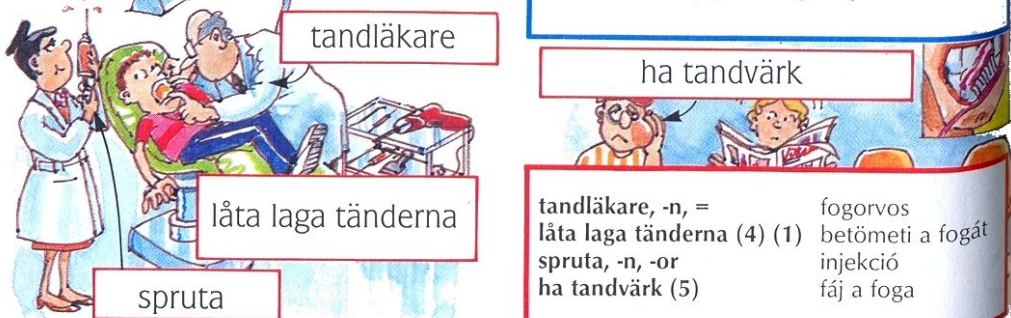 tandläkare
låta laga tänderna
spruta
ha tandvärk
tandläkare, -n, = fogorvos
låta laga tänderna (4) (1) betömeti a fogát
spruta, -n, -or injekció
ha tandvärk (5) fáj a foga